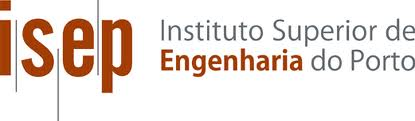 isep
Instituto Superior de
Engenharia do Porto